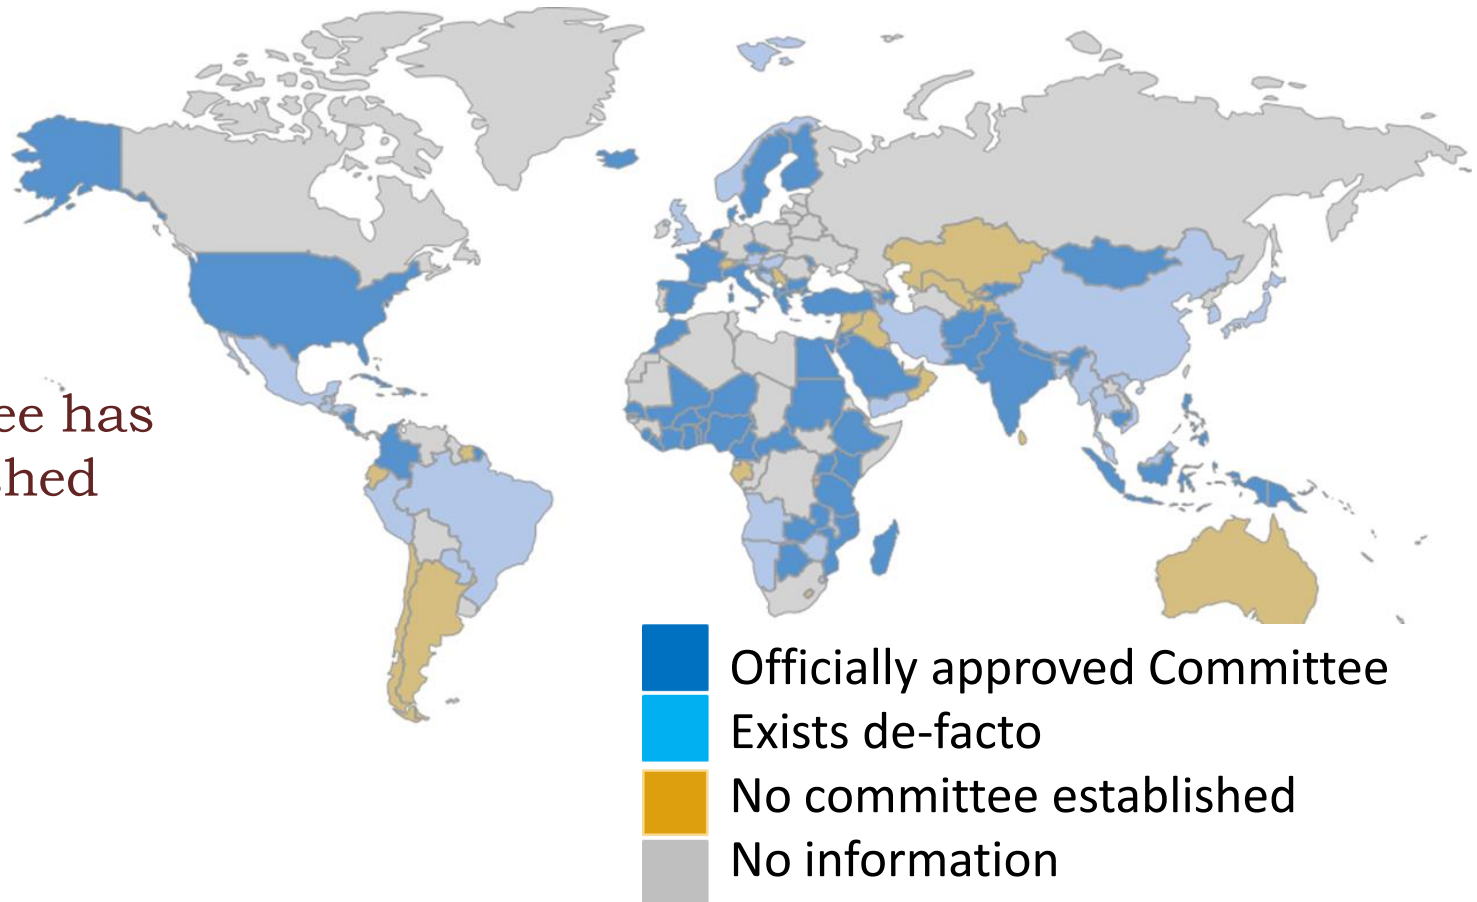 ee has
hed
Officially approved Committee
Exists de-facto
No committee established
No information